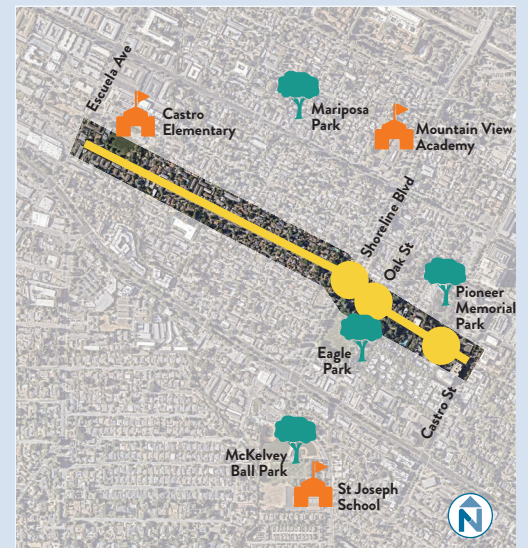 Escuela Ave
Castro
Elementary
Mariposa
Park
Mountain View
Academy
Shoreline Blvd
Oak St
Pioneer
Memorial
Park
Eagle
Park
Castro St
McKelvey
Ball Park
St Joseph
School
N